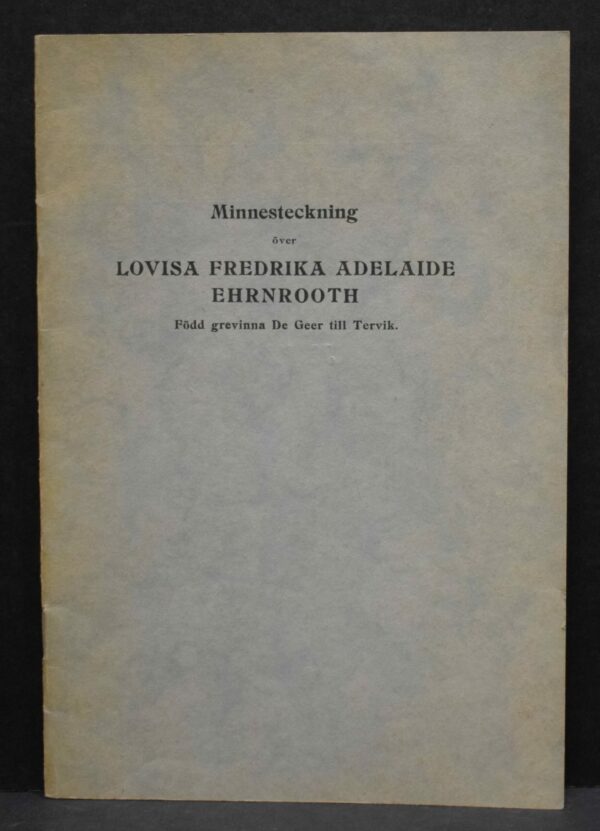 Minnesteckning
över
LOVISA FREDRIKA ADELAIDE
EHRNROOTH
Född grevinna De Geer till Tervik.